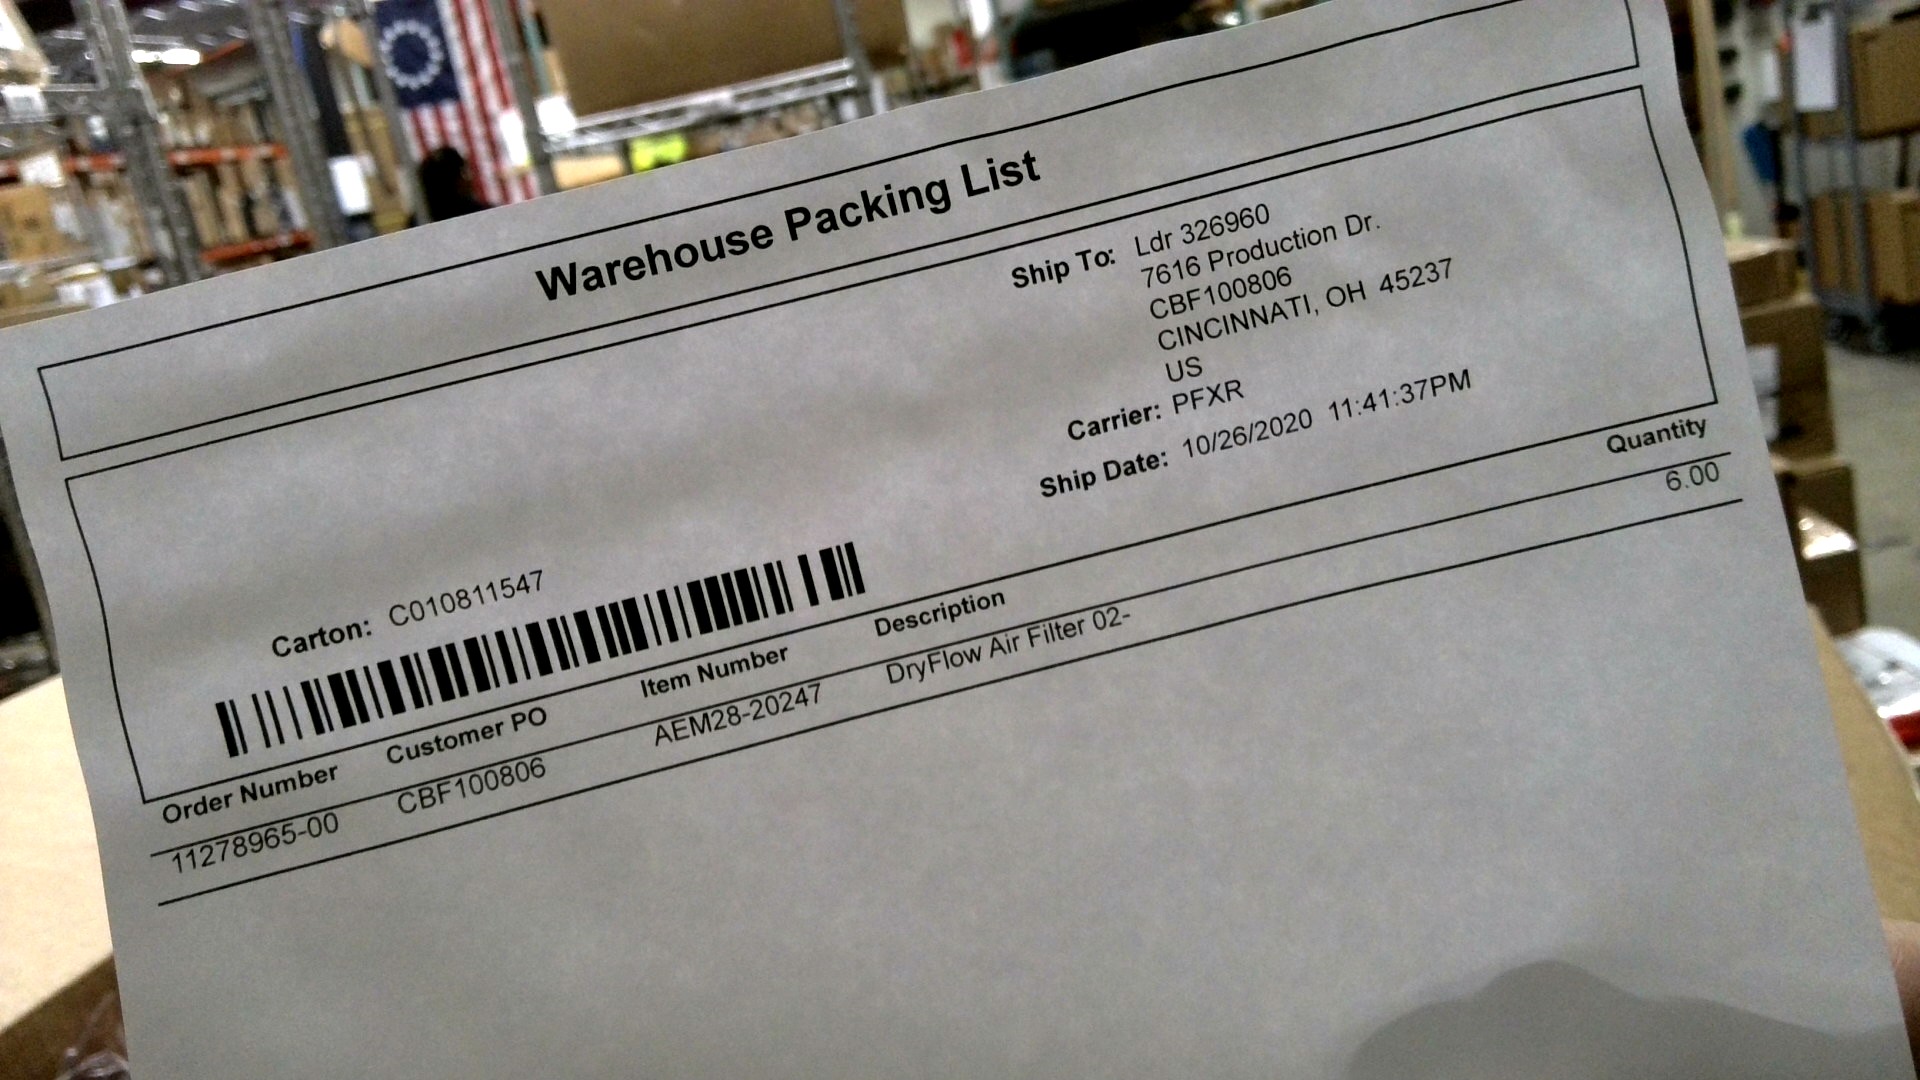 Warehouse Packing List
Ship To: Ldr 326960
7616 Production Dr.
CBF100806
CINCINNATI, OH 45237
US
Carrier: PFXR
Ship Date: 10/26/2020 11:41:37PM
Carton: C010811547
Order Number Customer PO Item Number Description Quantity
11278965-00 CBF100806 AEM28-20247 DryFlow Air Filter 02- 6.00